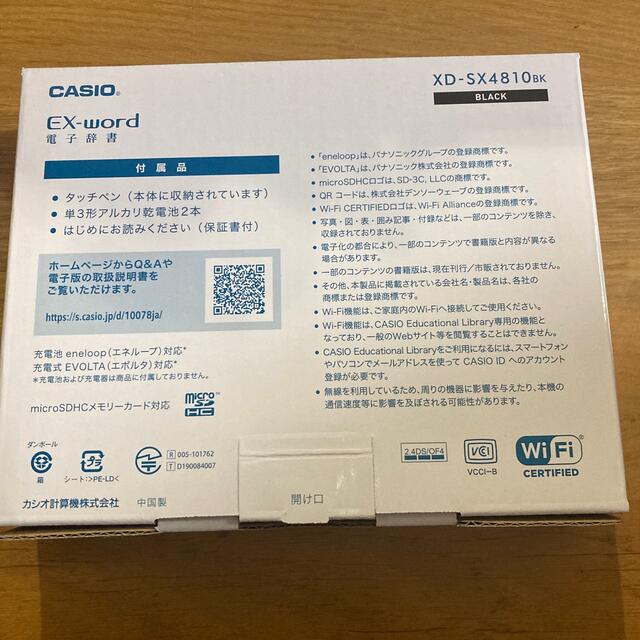 CASIO®
XD-SX4810BK
BLACK
EX-word
電子辞書
付属品
• タッチペン（本体に収納されています）
• 単3形アルカリ乾電池2本
• はじめにお読みください（保証書付）
ホームページからQ&Aや
電子版の取扱説明書を
ご覧いただけます。
https://s.casio.jp/d/10078ja/
充電池 eneloop（エネループ）対応*
充電式 EVOLTA（エボルタ）対応*
*充電池および充電器は商品に付属しておりません。
microSDHCメモリーカード対応
micro
SD
HC
• 「eneloop」は、パナソニックグループの登録商標です。
• 「EVOLTA」は、パナソニック株式会社の登録商標です。
• microSDHCロゴは、SD-3C, LLCの商標です。
• QRコードは、株式会社デンソーウェーブの登録商標です。
• Wi-Fi CERTIFIEDロゴは、Wi-Fi Allianceの登録商標です。
• 写真・図・表・囲み記事・付録などは、一部のコンテンツを除き、
収録されておりません。
• 電子化の都合により、一部のコンテンツで書籍版と内容が異なる
場合があります。
• 一部のコンテンツの書籍版は、現在刊行／市販されておりません。
• その他、本製品に掲載されている会社名・製品名は、各社の
商標または登録商標です。
• Wi-Fi機能は、ご家庭内のWi-Fiへ接続してご使用ください。
• Wi-Fi機能は、CASIO Educational Library専用の機能と
なっており、一般のWebサイト等を閲覧することはできません。
• CASIO Educational Libraryをご利用になるには、スマートフォン
やパソコンでメールアドレスを使って CASIO ID へのアカウント
登録が必要です。
• 無線を利用しているため、周りの機器に影響を与えたり、本機の
通信速度等に影響を及ぼされる可能性があります。
ダンボール
箱
プラ
シート:>PE-LD<
R 005-101762
T D190084007
2.4DS/OF4
VCI
VCCI-B
Wi Fi
CERTIFIED
カシオ計算機株式会社 中国製
開け口